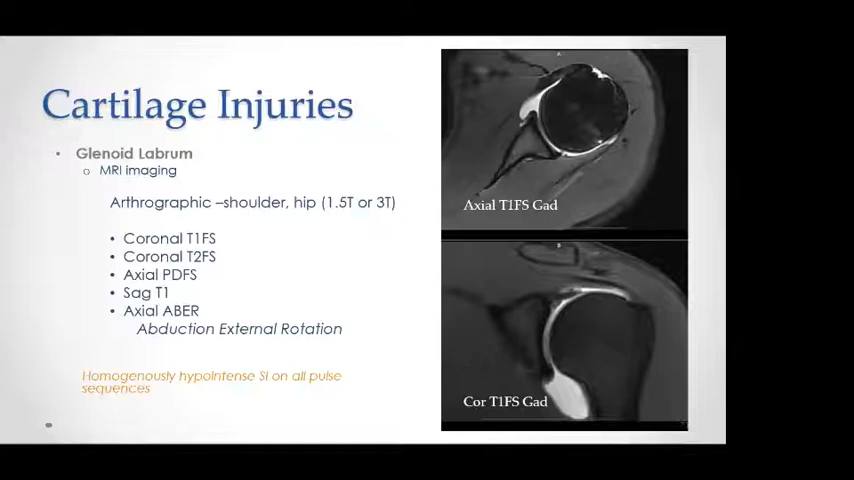 Cartilage Injuries
• Glenoid Labrum
o MRI imaging
Arthrographic –shoulder, hip (1.5T or 3T)
• Coronal T1FS
• Coronal T2FS
• Axial PDFS
• Sag T1
• Axial ABER
Abduction External Rotation
Homogenously hypointense SI on all pulse
sequences
Axial T1FS Gad
Cor T1FS Gad